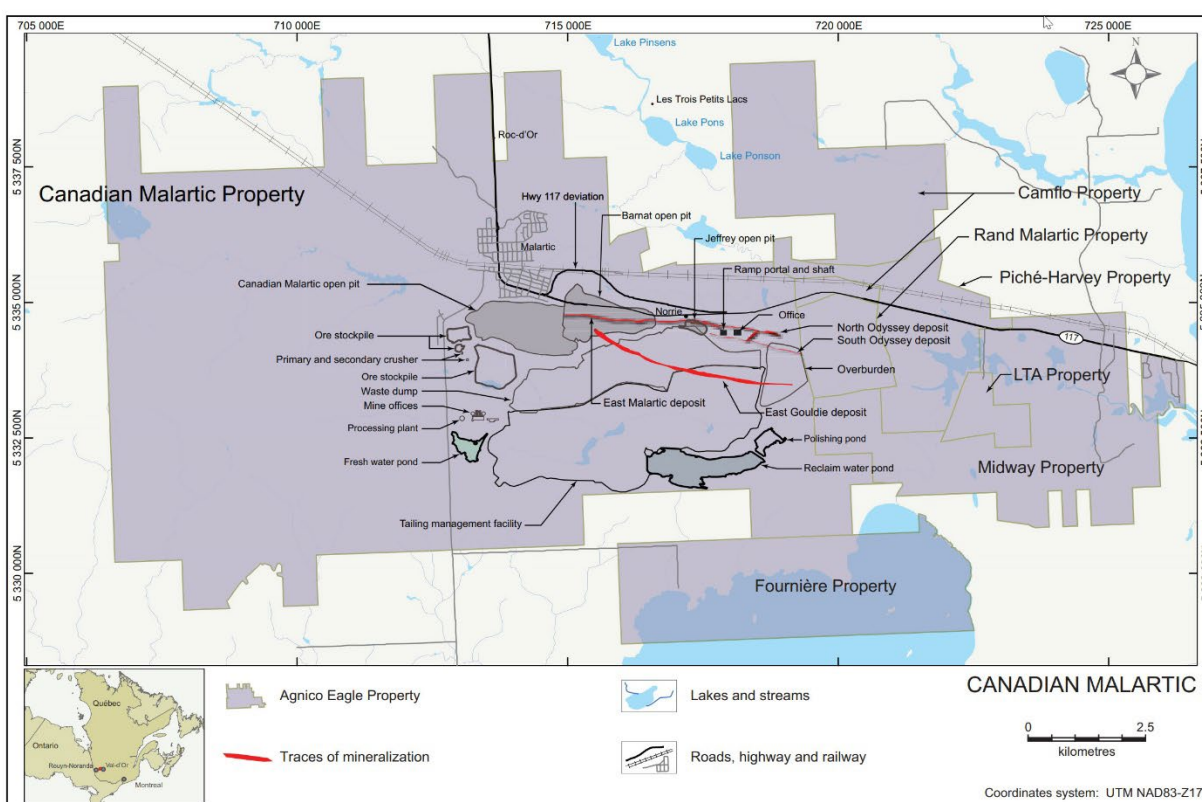 705 000E
710 000E
715 000E
720 000E
725 000E
N
Lake Pinsens
Les Trois Petits Lacs
Lake Pons
Roc-d'Or
Lake Ponson
5 337 500N
Canadian Malartic Property
Hwy 117 deviation
Camflo Property
Barnat open pit
Malartic
Jeffrey open pit
Rand Malartic Property
Ramp portal and shaft
Canadian Malartic open pit
Piché-Harvey Property
5 335 000N
Norrie
Office
Ore stockpile
North Odyssey deposit
117
South Odyssey deposit
Primary and secondary crusher
Overburden
Ore stockpile
LTA Property
Waste dump
East Malartic deposit
East Gouldie deposit
Mine offices
Processing plant
5 332 500N
Polishing pond
Fresh water pond
Reclaim water pond
Midway Property
Tailing management facility
5 330 000N
Fournière Property
Québec
Ontario
Rouyn-Noranda
Val-d'Or
Montreal
Agnico Eagle Property
Traces of mineralization
Lakes and streams
Roads, highway and railway
CANADIAN MALARTIC
0 2.5
kilometres
Coordinates system: UTM NAD83-Z17